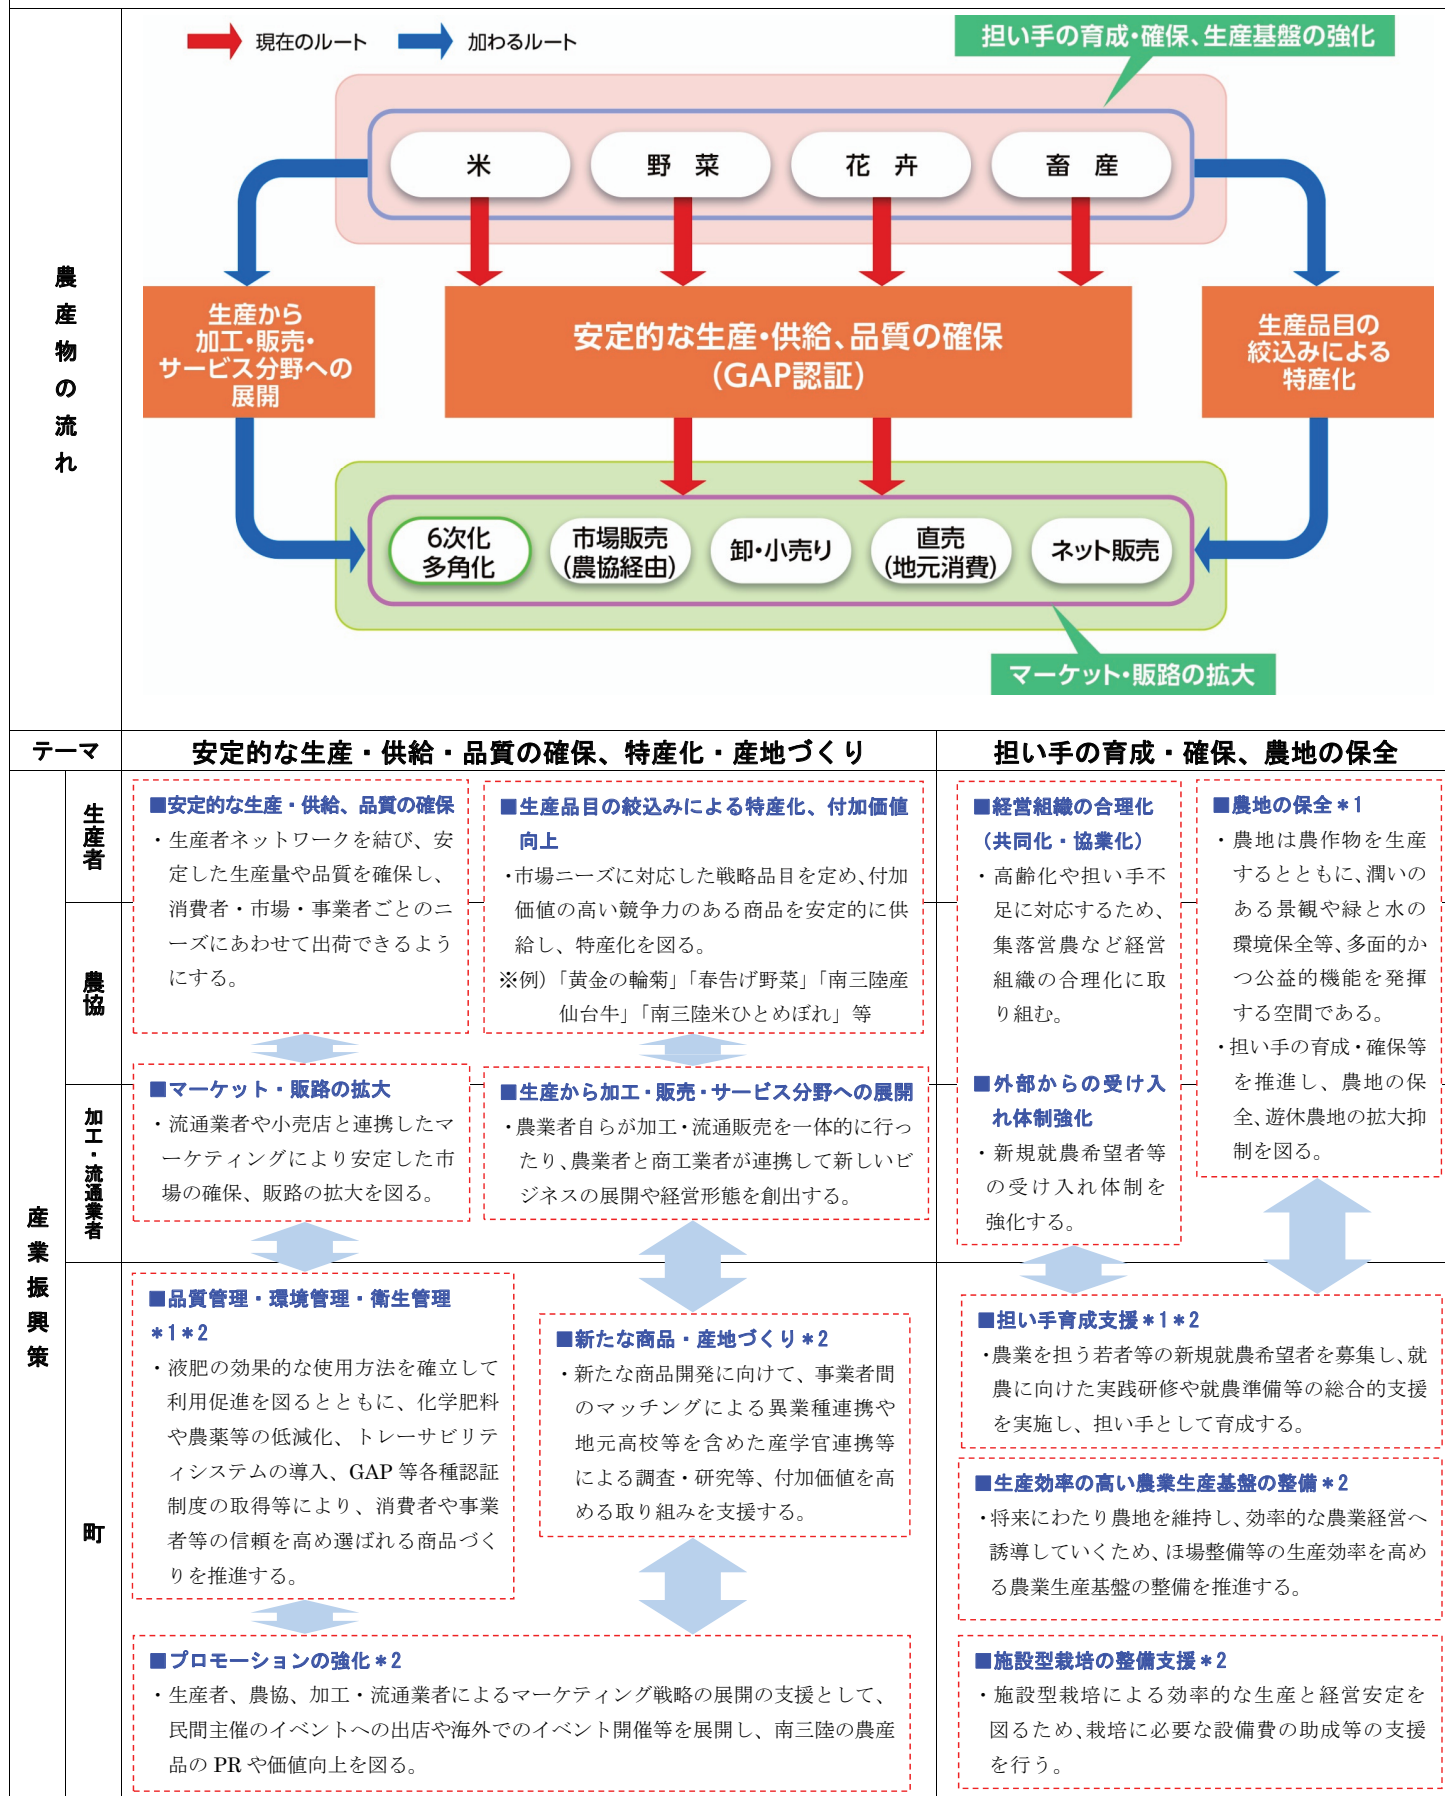 現在のルート
加わるルート
担い手の育成・確保、生産基盤の強化
米
野 菜
花 卉
畜 産
農産物の流れ
生産から
加工・販売・
サービス分野への
展開
安定的な生産・供給、品質の確保
（GAP認証）
生産品目の
絞込みによる
特産化
6次化
多角化
市場販売
(農協経由)
卸・小売り
直売
(地元消費)
ネット販売
マーケット・販路の拡大
テーマ
安定的な生産・供給・品質の確保、特産化・産地づくり
担い手の育成・確保、農地の保全
産業振興策
生産者
農協
加工・流通業者
町
■安定的な生産・供給、品質の確保
・生産者ネットワークを結び、安
定した生産量や品質を確保し、
消費者・市場・事業者ごとのニ
ーズにあわせて出荷できるよう
にする。
■生産品目の絞込みによる特産化、付加価値
向上
・市場ニーズに対応した戦略品目を定め、付加
価値の高い競争力のある商品を安定的に供
給し、特産化を図る。
※例）「黄金の輪菊」「春告げ野菜」「南三陸産
仙台牛」「南三陸米ひとめぼれ」等
■マーケット・販路の拡大
・流通業者や小売店と連携したマ
ーケティングにより安定した市
場の確保、販路の拡大を図る。
■生産から加工・販売・サービス分野への展開
・農業者自らが加工・流通販売を一体的に行っ
たり、農業者と商工業者が連携して新しいビ
ジネスの展開や経営形態を創出する。
■経営組織の合理化
（共同化・協業化）
・高齢化や担い手不
足に対応するため、
集落営農など経営
組織の合理化に取
り組む。
■外部からの受け入
れ体制強化
・新規就農希望者等
の受け入れ体制を
強化する。
■農地の保全＊1
・農地は農作物を生産
するとともに、潤いの
ある景観や緑と水の
環境保全等、多面的か
つ公益的機能を発揮
する空間である。
・担い手の育成・確保等
を推進し、農地の保
全、遊休農地の拡大抑
制を図る。
■品質管理・環境管理・衛生管理
＊1＊2
・液肥の効果的な使用方法を確立して
利用促進を図るとともに、化学肥料
や農薬等の低減化、トレーサビリテ
ィシステムの導入、GAP 等各種認証
制度の取得等により、消費者や事業
者等の信頼を高め選ばれる商品づく
りを推進する。
■新たな商品・産地づくり＊2
・新たな商品開発に向けて、事業者間
のマッチングによる異業種連携や
地元高校等を含めた産学官連携等
による調査・研究等、付加価値を高
める取り組みを支援する。
■プロモーションの強化＊2
・生産者、農協、加工・流通業者によるマーケティング戦略の展開の支援として、
民間主催のイベントへの出店や海外でのイベント開催等を展開し、南三陸の農産
品の PR や価値向上を図る。
■担い手育成支援＊1＊2
・農業を担う若者等の新規就農希望者を募集し、就
農に向けた実践研修や就農準備等の総合的支援
を実施し、担い手として育成する。
■生産効率の高い農業生産基盤の整備＊2
・将来にわたり農地を維持し、効率的な農業経営へ
誘導していくため、ほ場整備等の生産効率を高め
る農業生産基盤の整備を推進する。
■施設型栽培の整備支援＊2
・施設型栽培による効率的な生産と経営安定を
図るため、栽培に必要な設備費の助成等の支援
を行う。